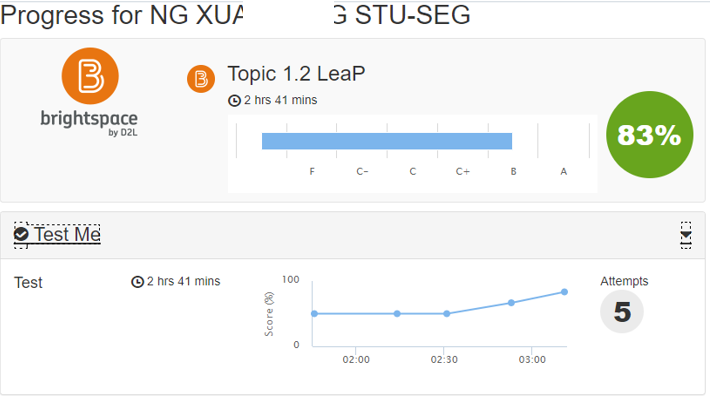 Progress for NG XUA G STU-SEG
brightspace
by D2L
Topic 1.2 LeaP
2 hrs 41 mins
F C- C C+ B A
83%
Test Me
Test
2 hrs 41 mins
Score (%)
100
0
02:00 02:30 03:00
Attempts
5